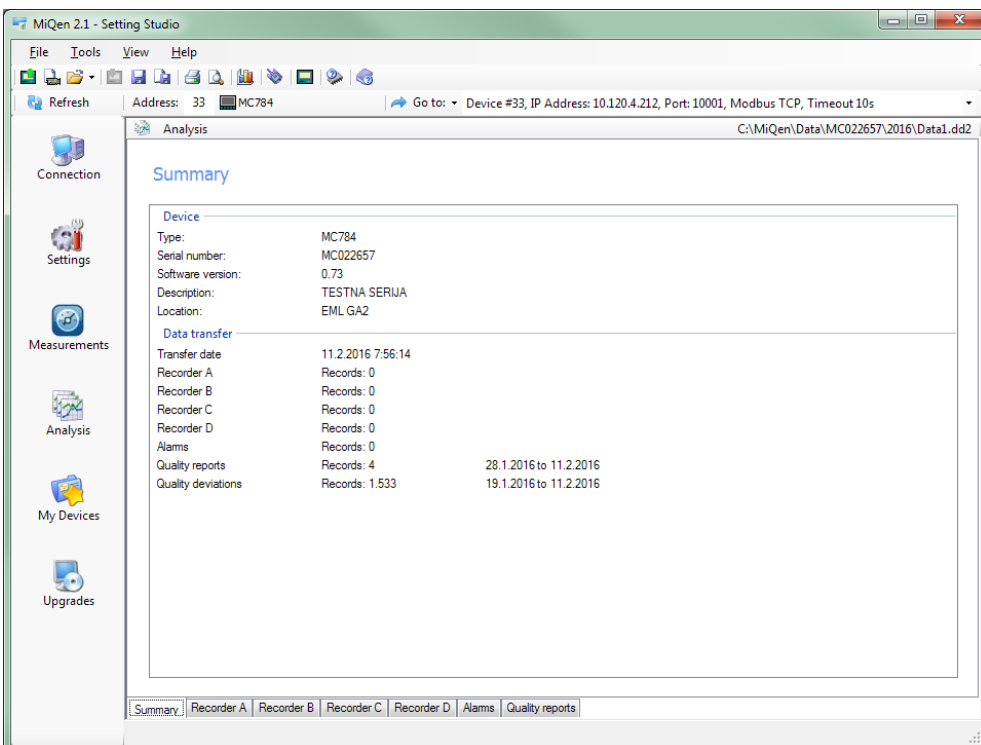 MiQen 2.1 - Setting Studio
File Tools View Help
Refresh Address: 33 MC784 Go to: Device #33, IP Address: 10.120.4.212, Port: 10001, Modbus TCP, Timeout 10s
Analysis C:\MiQen\Data\MC022657\2016\Data1.dd2
Connection
Settings
Measurements
Analysis
My Devices
Upgrades
Summary
Device
Type: MC784
Serial number: MC022657
Software version: 0.73
Description: TESTNA SERIJA
Location: EML GA2
Data transfer
Transfer date 11.2.2016 7:56:14
Recorder A Records: 0
Recorder B Records: 0
Recorder C Records: 0
Recorder D Records: 0
Alarms Records: 0
Quality reports Records: 4 28.1.2016 to 11.2.2016
Quality deviations Records: 1.533 19.1.2016 to 11.2.2016
Summary Recorder A Recorder B Recorder C Recorder D Alarms Quality reports